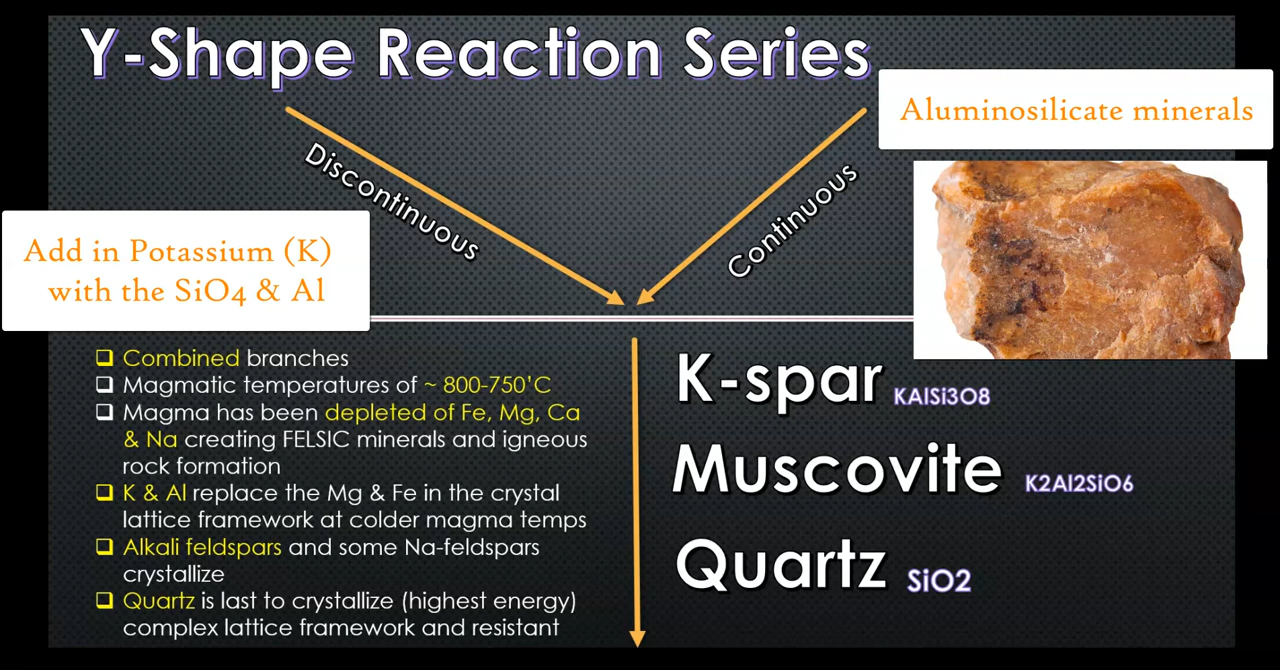 Y-Shape Reaction Series
Aluminosilicate minerals
Discontinuous
Continuous
Add in Potassium (K)
with the SiO4 & Al
❑ Combined branches
❑ Magmatic temperatures of ~ 800-750'C
❑ Magma has been depleted of Fe, Mg, Ca
& Na creating FELSIC minerals and igneous
rock formation
❑ K & Al replace the Mg & Fe in the crystal
lattice framework at colder magma temps
❑ Alkali feldspars and some Na-feldspars
crystallize
❑ Quartz is last to crystallize (highest energy)
complex lattice framework and resistant
K-spar KAlSi3O8
Muscovite K2Al2SiO6
Quartz SiO2